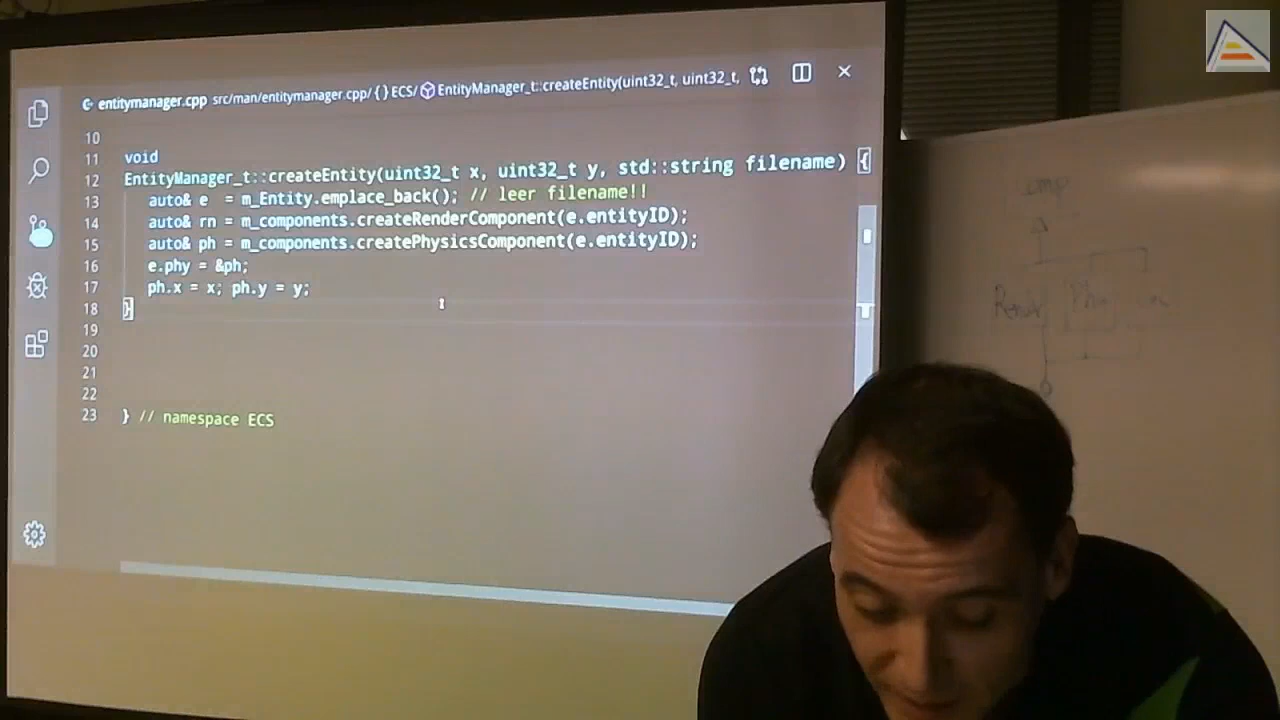 entitymanager.cpp src/man/entitymanager.cpp/ { } ECS/ EntityManager_t::createEntity(uint32_t, uint32_t,
10
11 void
12 EntityManager_t::createEntity(uint32_t x, uint32_t y, std::string filename) {
13 auto& e = m_Entity.emplace_back(); // leer filename!!
14 auto& rn = m_components.createRenderComponent(e.entityID);
15 auto& ph = m_components.createPhysicsComponent(e.entityID);
16 e.phy = &ph;
17 ph.x = x; ph.y = y;
18 }
19
20
21
22
23 } // namespace ECS